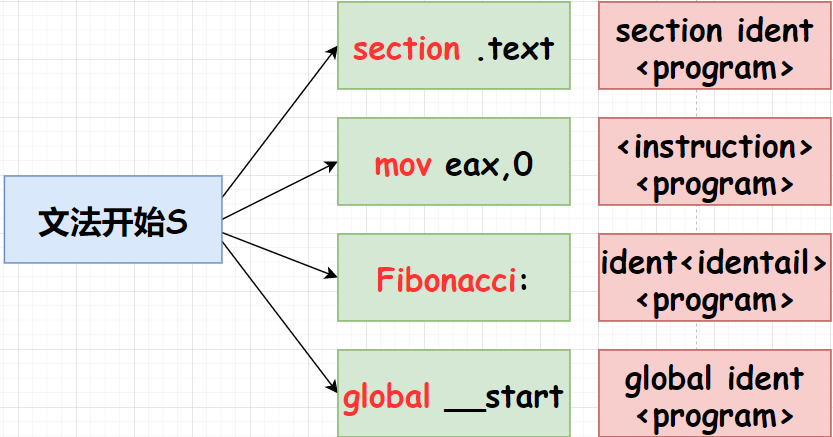 section .text
section ident
<program>
mov eax,0
<instruction>
<program>
文法开始S
Fibonacci:
ident<identail>
<program>
global __start
global ident
<program>